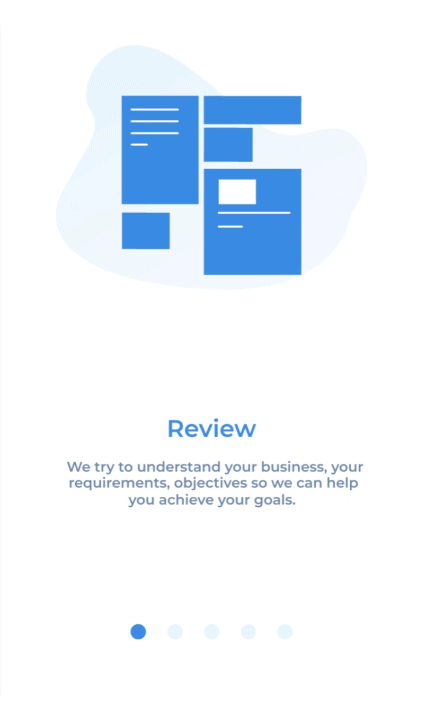 Review
We try to understand your business, your
requirements, objectives so we can help
you achieve your goals.